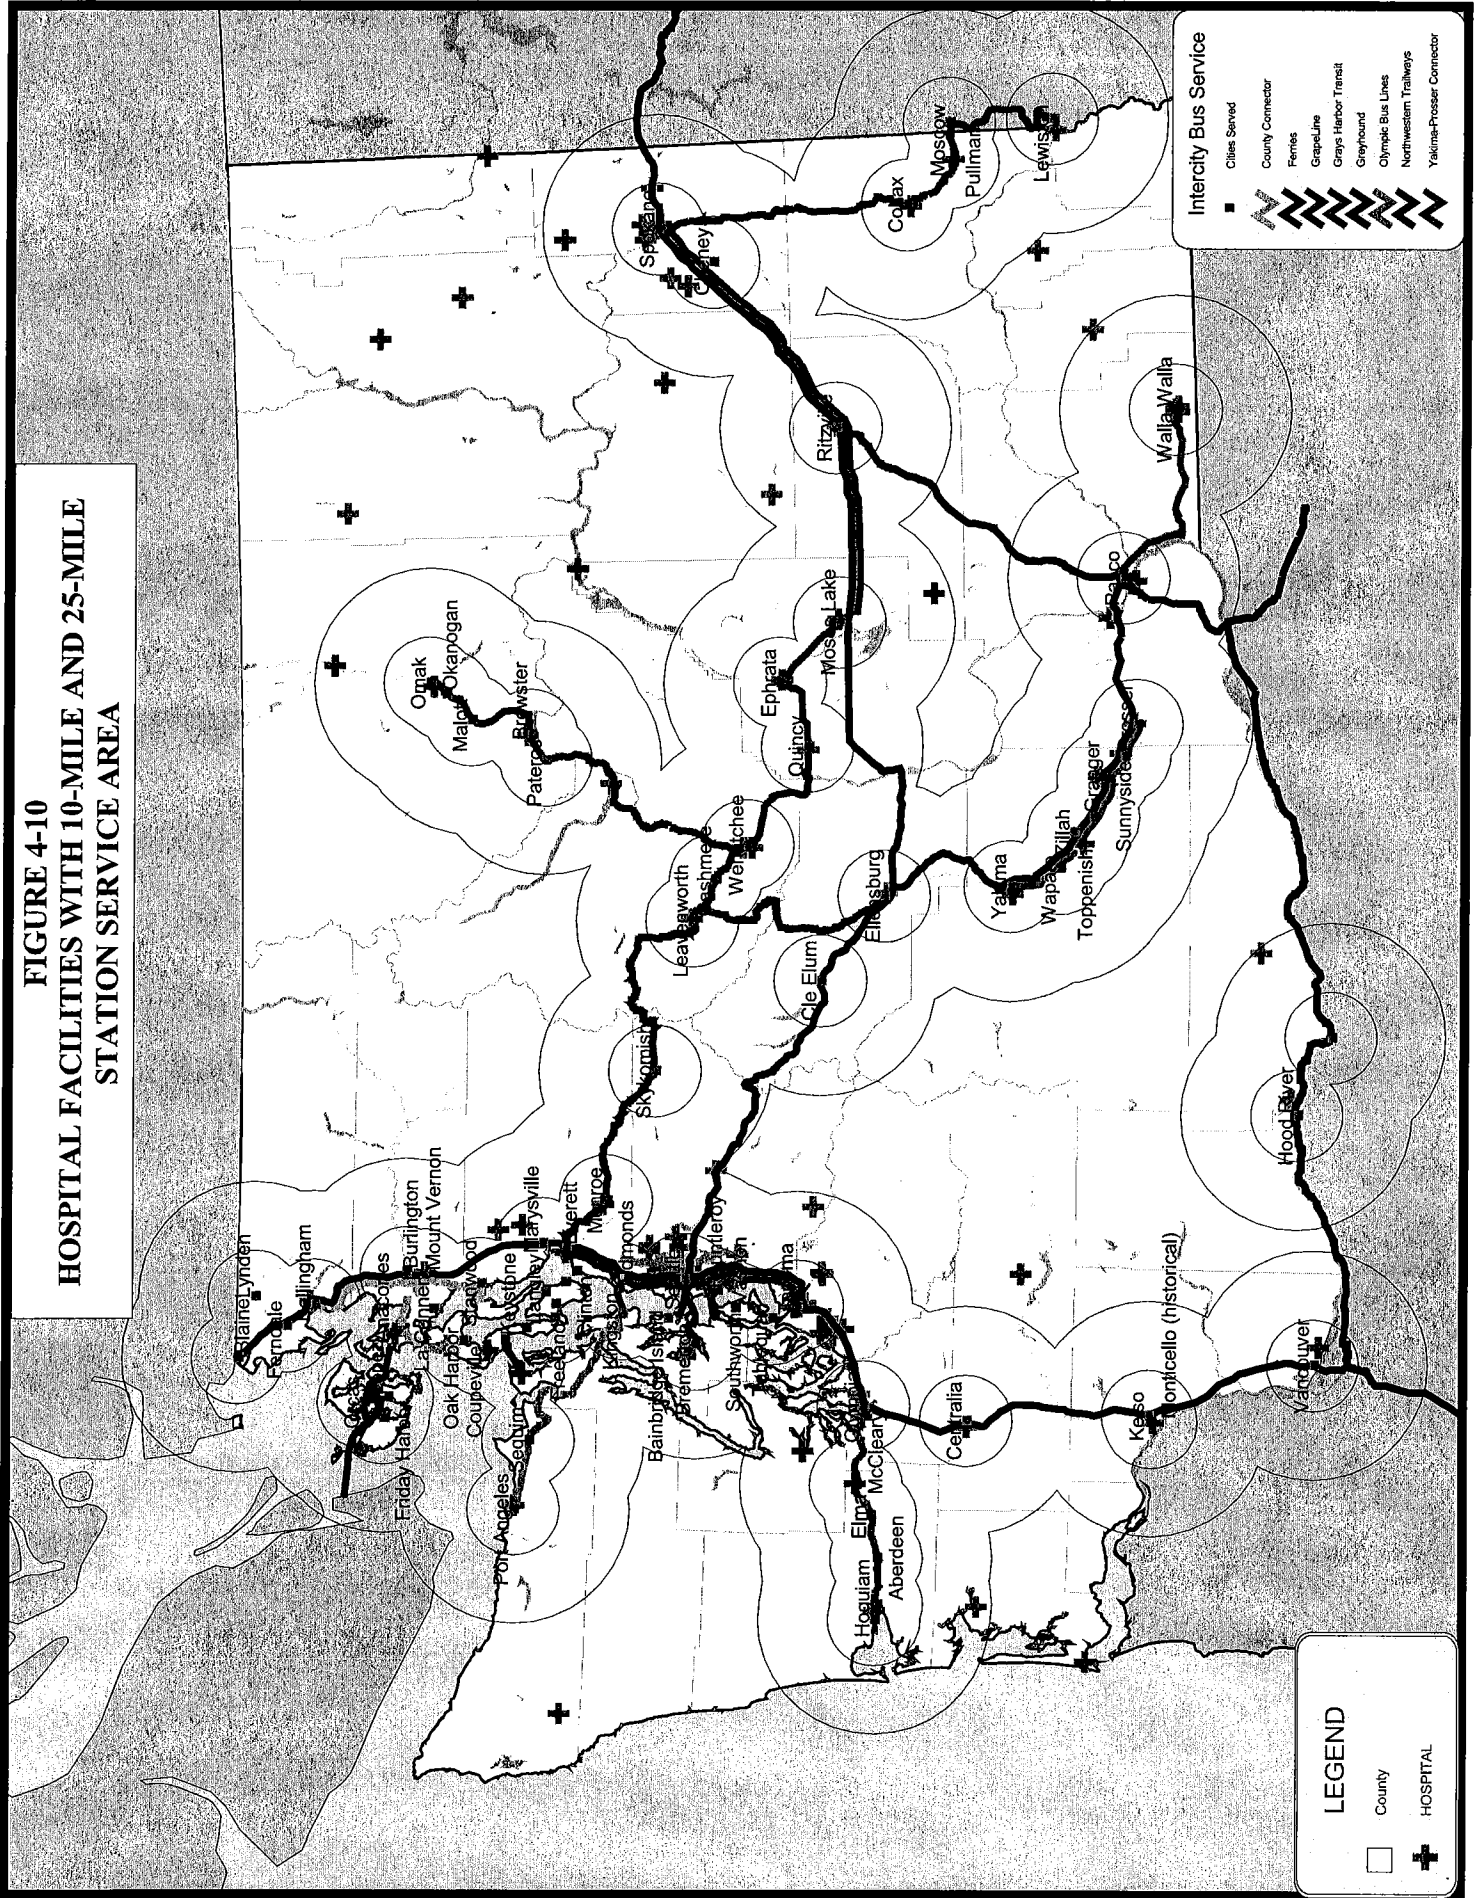 FIGURE 4-10
HOSPITAL FACILITIES WITH 10-MILE AND 25-MILE
STATION SERVICE AREA
Blaine
Lynden
Ferndale
Burlington
Mount Vernon
Oak Harbor
Coupeville
Friday Harbor
Port Angeles
Sequim
Langley
Marysville
Monroe
Kingston
Bainbridge Island
Bremerton
Southworth
Skykomish
Leavenworth
Wenatchee
Omak
Okanogan
Malott
Brewster
Pateros
Quincy
Ephrata
Moses Lake
Ritzville
Spokane
Cheney
Colfax
Moscow
Pullman
Lewiston
Cle Elum
Ellensburg
Yakima
Wapato
Zillah
Toppenish
Granger
Sunnyside
Prosser
Pasco
Walla Walla
Hoquiam
Aberdeen
Elma
McCleary
Centralia
Kelso
Monticello (historical)
Vancouver
Hood River
Intercity Bus Service
Cities Served
County Connector
Ferries
GrapeLine
Grays Harbor Transit
Greyhound
Olympic Bus Lines
Northwestern Trailways
Yakima-Prosser Connector
LEGEND
County
HOSPITAL